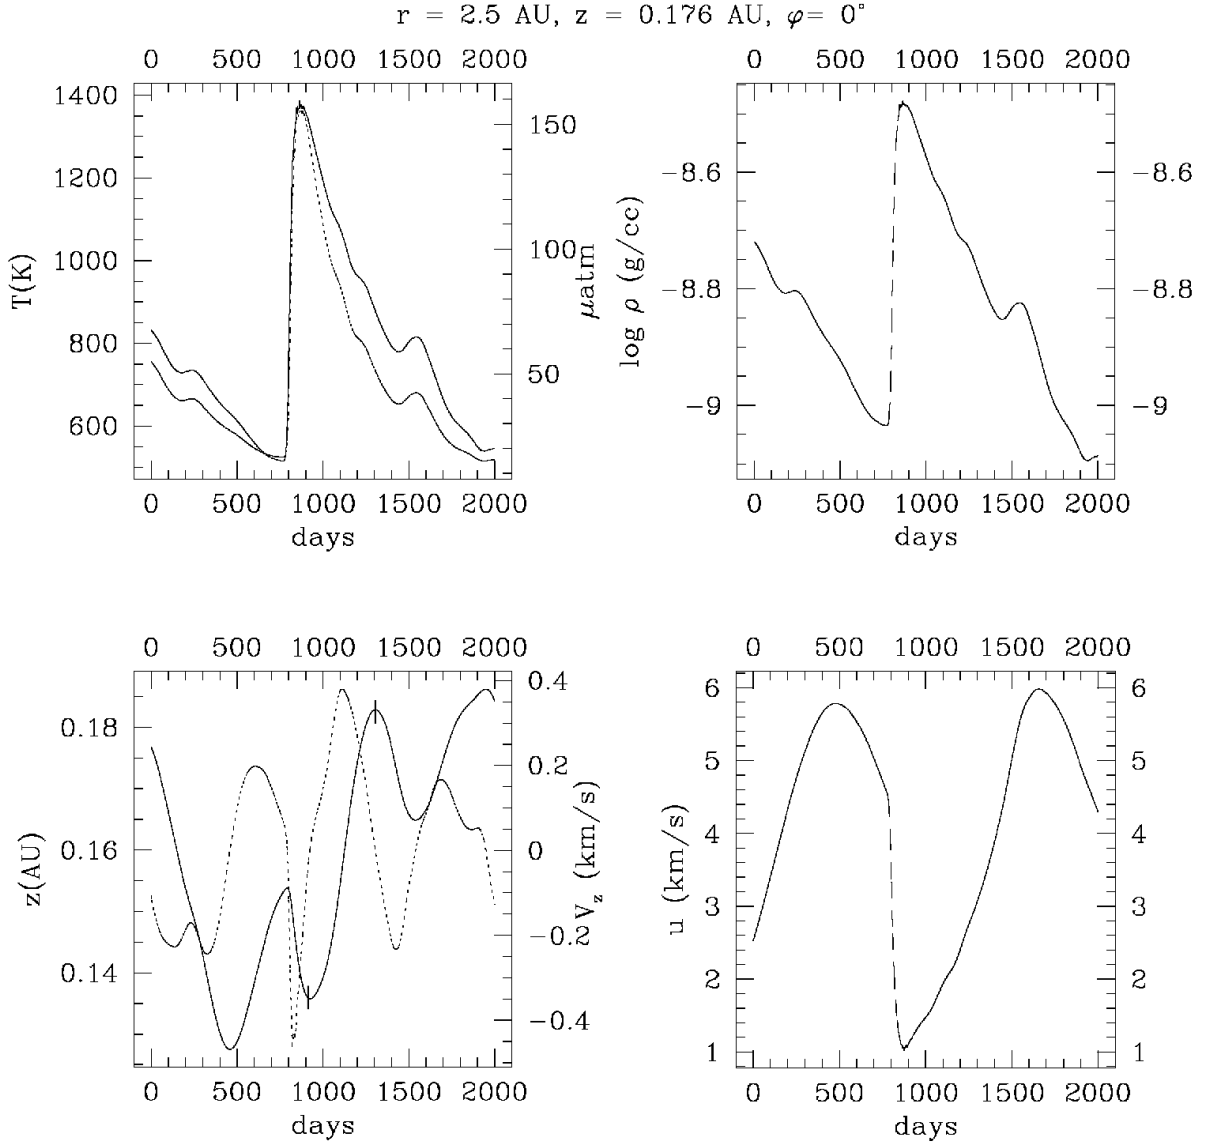 r = 2.5 AU, z = 0.176 AU, φ= 0°
0 500 1000 1500 2000
1400
1200
1000
800
600
T(K)
150
100
50
μatm
0 500 1000 1500 2000
days
0 500 1000 1500 2000
-8.6
-8.8
-9
log ρ (g/cc)
-8.6
-8.8
-9
0 500 1000 1500 2000
days
0 500 1000 1500 2000
0.18
0.16
0.14
z(AU)
0.4
0.2
0
-0.2
-0.4
V_z (km/s)
0 500 1000 1500 2000
days
0 500 1000 1500 2000
6
5
4
3
2
1
u (km/s)
6
5
4
3
2
1
0 500 1000 1500 2000
days